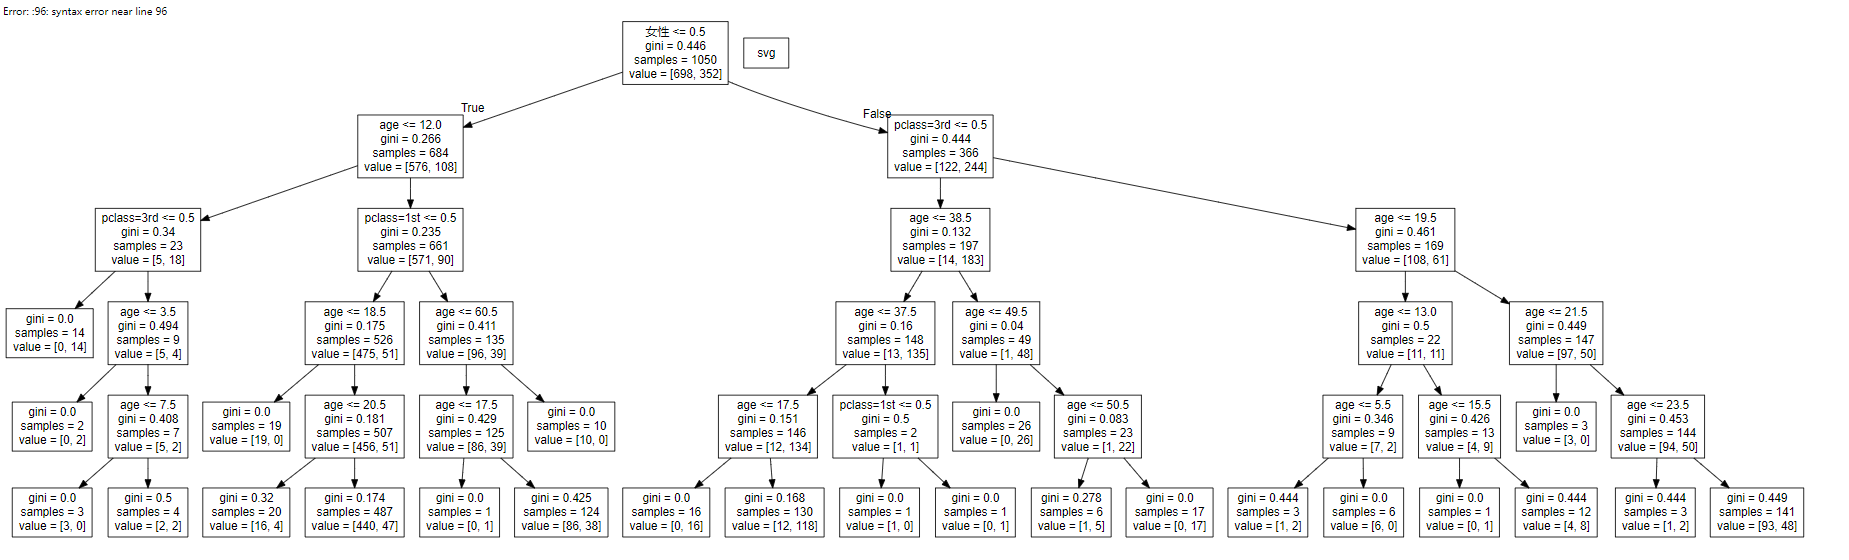 Error: :96: syntax error near line 96
女性 <= 0.5
gini = 0.446
samples = 1050
value = [698, 352]
svg
True
False
age <= 12.0
gini = 0.266
samples = 684
value = [576, 108]
pclass=3rd <= 0.5
gini = 0.444
samples = 366
value = [122, 244]
pclass=3rd <= 0.5
gini = 0.34
samples = 23
value = [5, 18]
pclass=1st <= 0.5
gini = 0.235
samples = 661
value = [571, 90]
age <= 38.5
gini = 0.132
samples = 197
value = [14, 183]
age <= 19.5
gini = 0.461
samples = 169
value = [108, 61]
gini = 0.0
samples = 14
value = [0, 14]
age <= 3.5
gini = 0.494
samples = 9
value = [5, 4]
age <= 18.5
gini = 0.175
samples = 526
value = [475, 51]
age <= 60.5
gini = 0.411
samples = 135
value = [96, 39]
age <= 37.5
gini = 0.16
samples = 148
value = [13, 135]
age <= 49.5
gini = 0.04
samples = 49
value = [1, 48]
age <= 13.0
gini = 0.5
samples = 22
value = [11, 11]
age <= 21.5
gini = 0.449
samples = 147
value = [97, 50]
gini = 0.0
samples = 2
value = [0, 2]
age <= 7.5
gini = 0.408
samples = 7
value = [5, 2]
gini = 0.0
samples = 19
value = [19, 0]
age <= 20.5
gini = 0.181
samples = 507
value = [456, 51]
age <= 17.5
gini = 0.429
samples = 125
value = [86, 39]
gini = 0.0
samples = 10
value = [10, 0]
age <= 17.5
gini = 0.151
samples = 146
value = [12, 134]
pclass=1st <= 0.5
gini = 0.5
samples = 2
value = [1, 1]
gini = 0.0
samples = 26
value = [0, 26]
age <= 50.5
gini = 0.083
samples = 23
value = [1, 22]
age <= 5.5
gini = 0.346
samples = 9
value = [7, 2]
age <= 15.5
gini = 0.426
samples = 13
value = [4, 9]
gini = 0.0
samples = 3
value = [3, 0]
age <= 23.5
gini = 0.453
samples = 144
value = [94, 50]
gini = 0.0
samples = 3
value = [3, 0]
gini = 0.5
samples = 4
value = [2, 2]
gini = 0.32
samples = 20
value = [16, 4]
gini = 0.174
samples = 487
value = [440, 47]
gini = 0.0
samples = 1
value = [0, 1]
gini = 0.425
samples = 124
value = [86, 38]
gini = 0.0
samples = 16
value = [0, 16]
gini = 0.168
samples = 130
value = [12, 118]
gini = 0.0
samples = 1
value = [1, 0]
gini = 0.0
samples = 1
value = [0, 1]
gini = 0.278
samples = 6
value = [1, 5]
gini = 0.0
samples = 17
value = [0, 17]
gini = 0.444
samples = 3
value = [1, 2]
gini = 0.0
samples = 6
value = [6, 0]
gini = 0.0
samples = 1
value = [0, 1]
gini = 0.444
samples = 12
value = [4, 8]
gini = 0.444
samples = 3
value = [1, 2]
gini = 0.449
samples = 141
value = [93, 48]